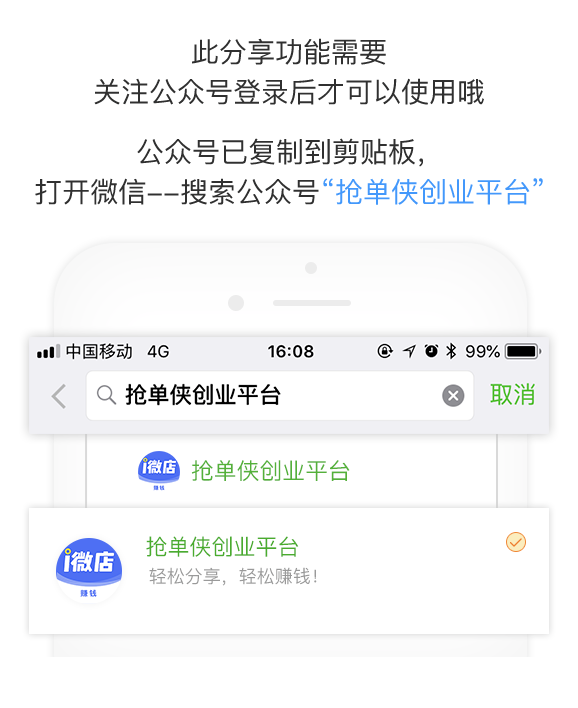 此分享功能需要
关注公众号登录后才可以使用哦
公众号已复制到剪贴板，
打开微信--搜索公众号“抢单侠创业平台”
中国移动 4G 16:08 99%
抢单侠创业平台 取消
i微店 赚钱 抢单侠创业平台
i微店 抢单侠创业平台
轻松分享，轻松赚钱！
赚钱